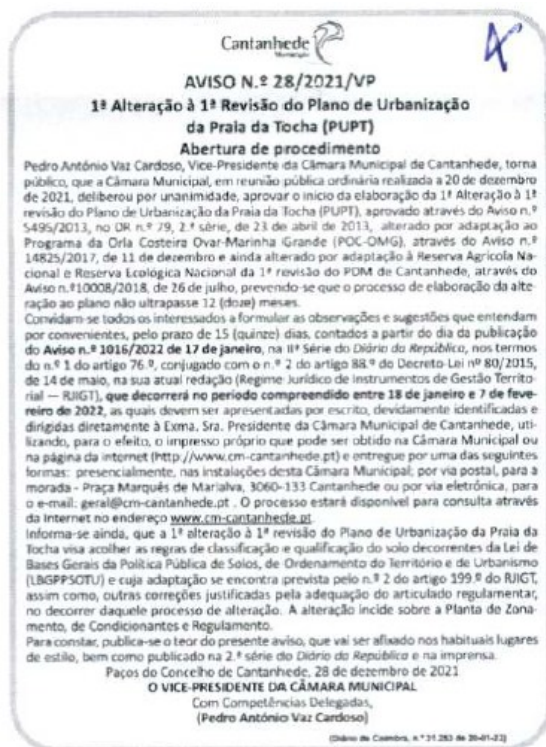 Cantanhede
Município
AVISO N.º 28/2021/VP
1ª Alteração à 1ª Revisão do Plano de Urbanização
da Praia da Tocha (PUPT)
Abertura de procedimento
Pedro António Vaz Cardoso, Vice-Presidente da Câmara Municipal de Cantanhede, torna
público, que a Câmara Municipal, em reunião pública ordinária realizada a 20 de dezembro
de 2021, deliberou por unanimidade, aprovar o início da elaboração da 1ª Alteração à 1ª
revisão do Plano de Urbanização da Praia da Tocha (PUPT), aprovado através do Aviso n.º
5495/2013, no DR n.º 79, 2.ª série, de 23 de abril de 2013, alterado por adaptação ao
Programa da Orla Costeira Ovar-Marinha Grande (POC-OMG), através do Aviso n.º
14825/2017, de 11 de dezembro e ainda alterado por adaptação à Reserva Agrícola Na-
cional e Reserva Ecológica Nacional da 1ª revisão do PDM de Cantanhede, através do
Aviso n.º10008/2018, de 26 de julho, prevendo-se que o processo de elaboração da alte-
ração ao plano não ultrapasse 12 (doze) meses.
Convidam-se todos os interessados a formular as observações e sugestões que entendam
por convenientes, pelo prazo de 15 (quinze) dias, contados a partir do dia da publicação
do Aviso n.º 1016/2022 de 17 de janeiro, na IIª Série do Diário da República, nos termos
do n.º 1 do artigo 76.º, conjugado com o n.º 2 do artigo 88.º do Decreto-Lei nº 80/2015,
de 14 de maio, na sua atual redação (Regime Jurídico de Instrumentos de Gestão Territo-
rial — RJIGT), que decorrerá no período compreendido entre 18 de janeiro e 7 de feve-
reiro de 2022, as quais devem ser apresentadas por escrito, devidamente identificadas e
dirigidas diretamente à Exma. Sra. Presidente da Câmara Municipal de Cantanhede, uti-
lizando, para o efeito, o impresso próprio que pode ser obtido na Câmara Municipal ou
na página da internet (http://www.cm-cantanhede.pt) e entregue por uma das seguintes
formas: presencialmente, nas instalações desta Câmara Municipal; por via postal, para a
morada - Praça Marquês de Marialva, 3060-133 Cantanhede ou por via eletrónica, para
o e-mail: geral@cm-cantanhede.pt . O processo estará disponível para consulta através
da Internet no endereço www.cm-cantanhede.pt.
Informa-se ainda, que a 1ª alteração à 1ª revisão do Plano de Urbanização da Praia da
Tocha visa acolher as regras de classificação e qualificação do solo decorrentes da Lei de
Bases Gerais da Política Pública de Solos, de Ordenamento do Território e de Urbanismo
(LBGPPSOTU) e cuja adaptação se encontra prevista pelo n.º 2 do artigo 199.º do RJIGT,
assim como, outras correções justificadas pela adequação do articulado regulamentar,
no decorrer daquele processo de alteração. A alteração incide sobre a Planta de Zona-
mento, de Condicionantes e Regulamento.
Para constar, publica-se o teor do presente aviso, que vai ser afixado nos habituais lugares
de estilo, bem como publicado na 2.ª série do Diário da República e na imprensa.
Paços do Concelho de Cantanhede, 28 de dezembro de 2021
O VICE-PRESIDENTE DA CÂMARA MUNICIPAL
Com Competências Delegadas,
(Pedro António Vaz Cardoso)
(Diário de Coimbra, n.º 31.283 de 20-01-22)